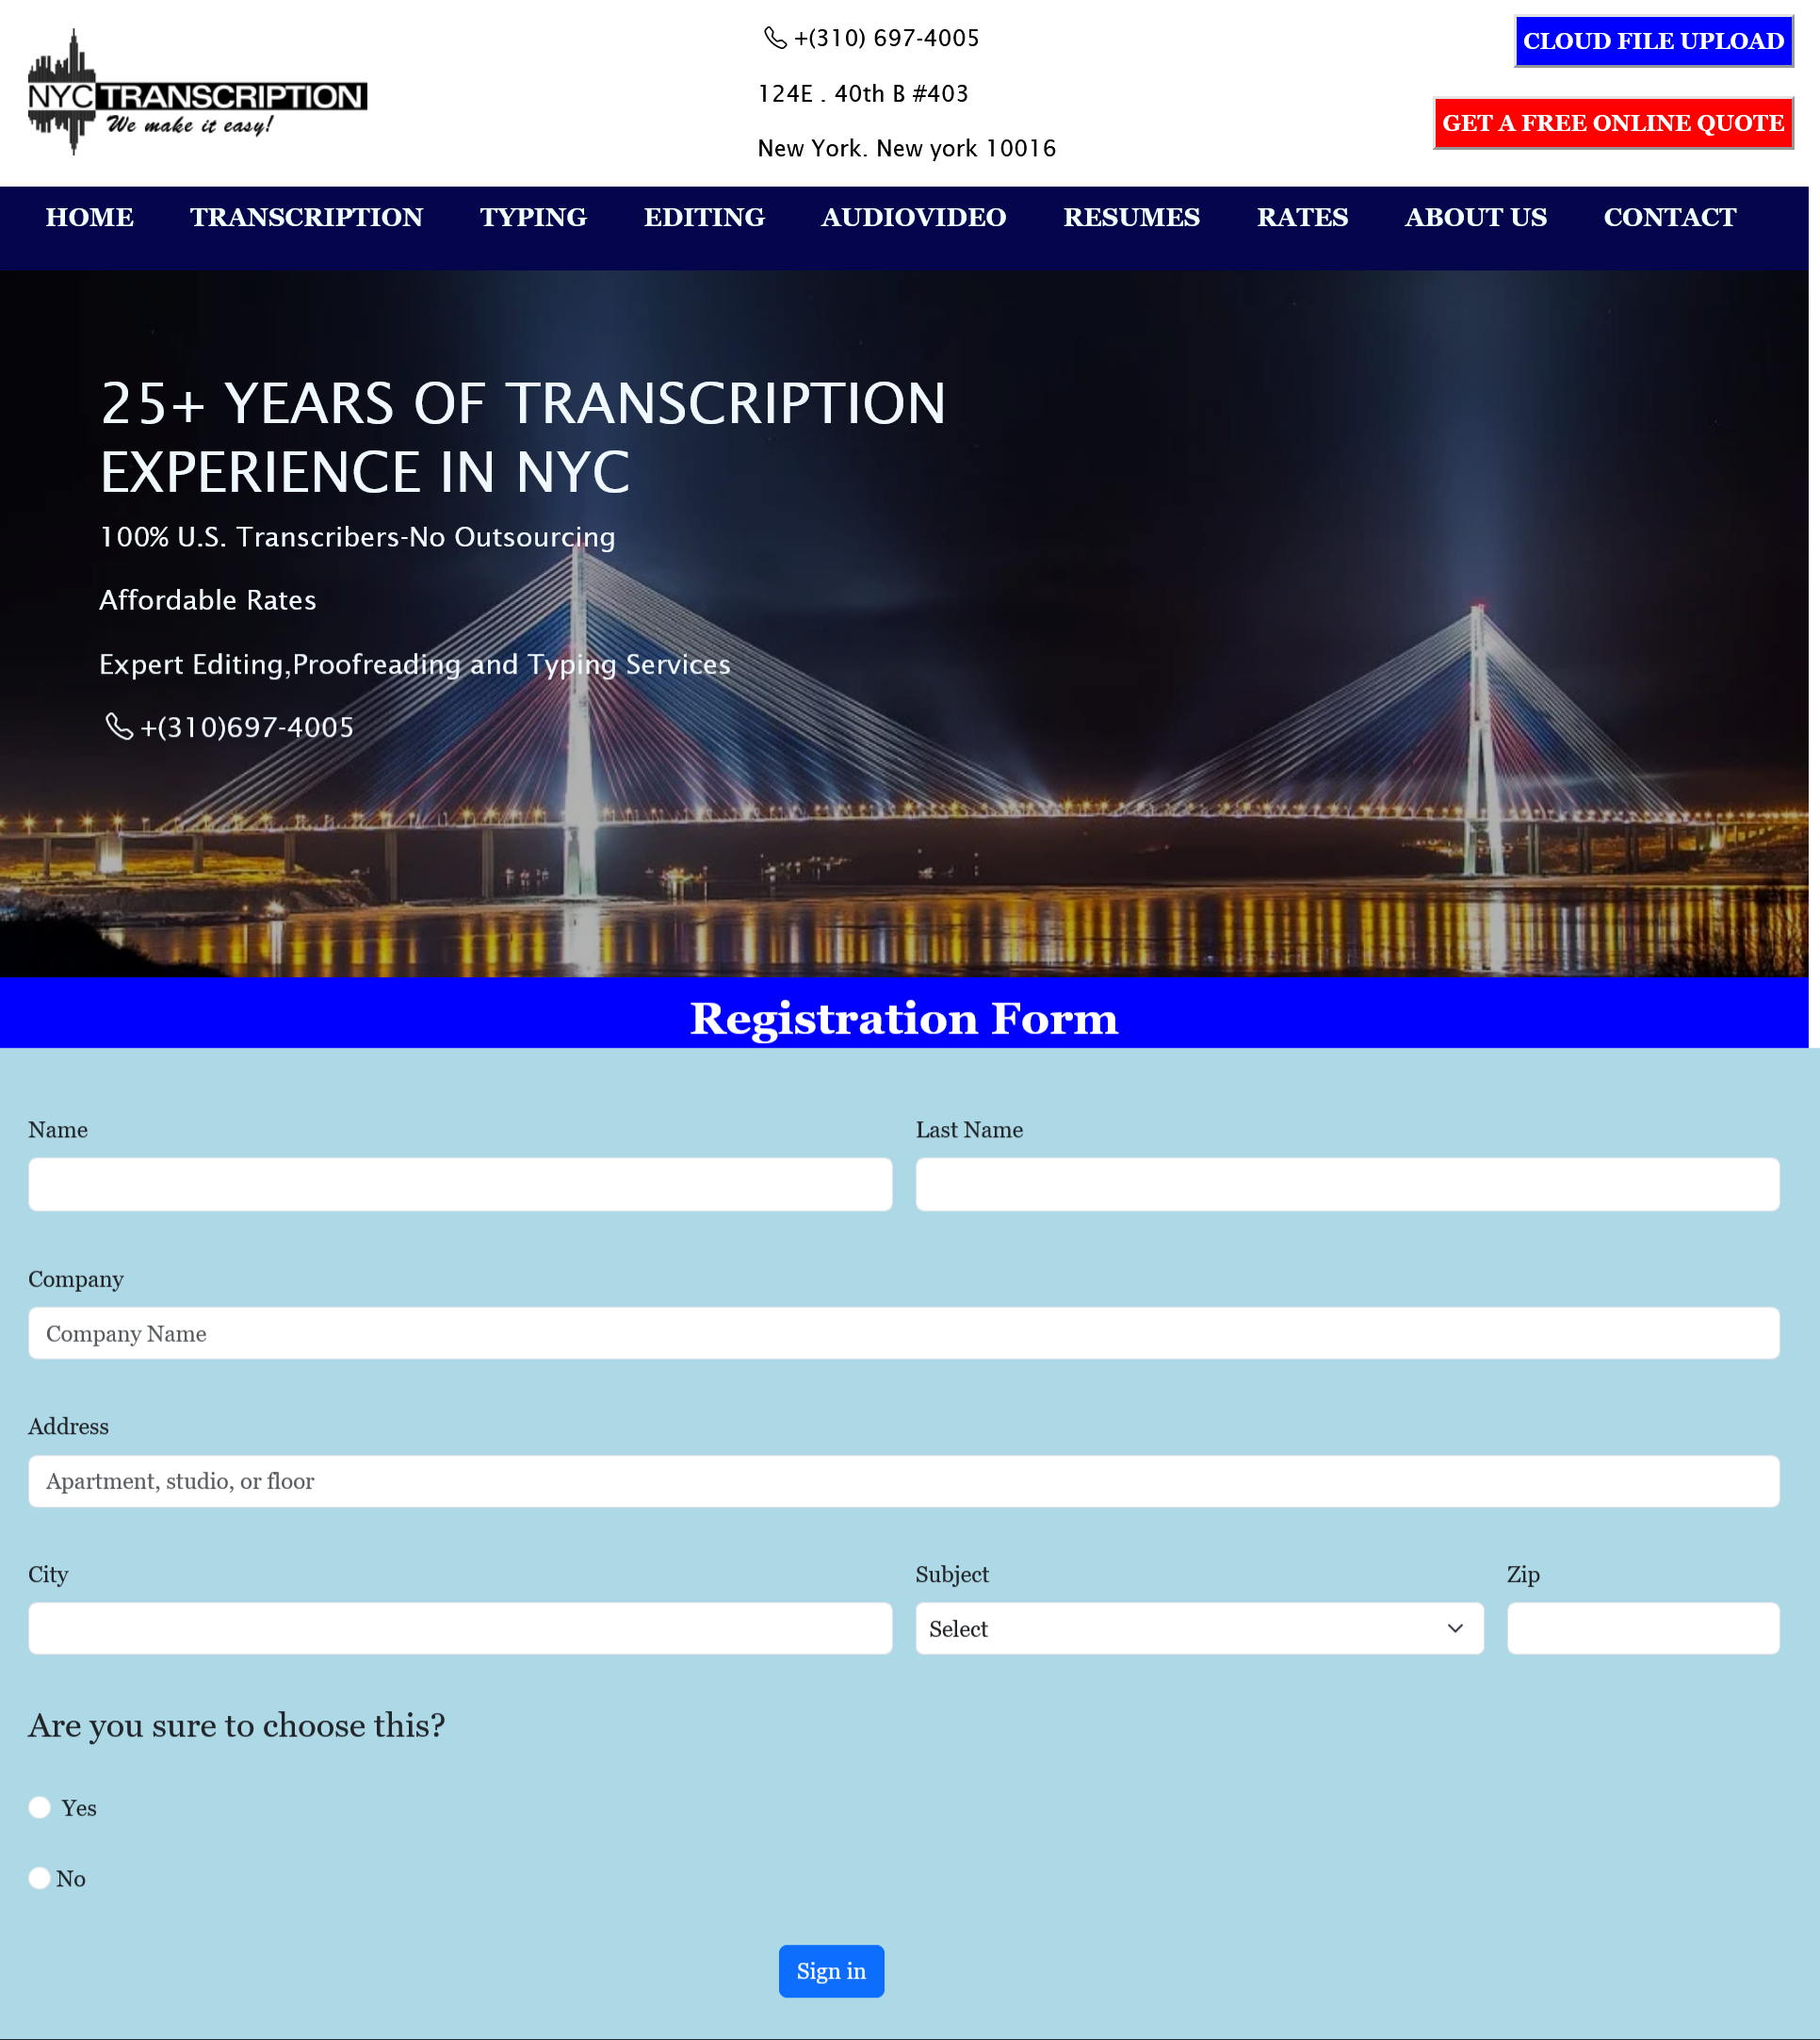 NYC TRANSCRIPTION
We make it easy!
+(310) 697-4005
124E . 40th B #403
New York. New york 10016
CLOUD FILE UPLOAD
GET A FREE ONLINE QUOTE
HOME TRANSCRIPTION TYPING EDITING AUDIOVIDEO RESUMES RATES ABOUT US CONTACT
25+ YEARS OF TRANSCRIPTION
EXPERIENCE IN NYC
100% U.S. Transcribers-No Outsourcing
Affordable Rates
Expert Editing,Proofreading and Typing Services
+(310)697-4005
Registration Form
Name Last Name
Company
Company Name
Address
Apartment, studio, or floor
City Subject Zip
Select
Are you sure to choose this?
Yes
No
Sign in